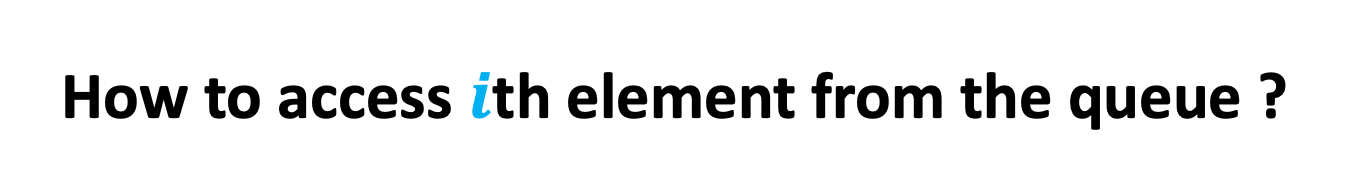 How to access ith element from the queue ?